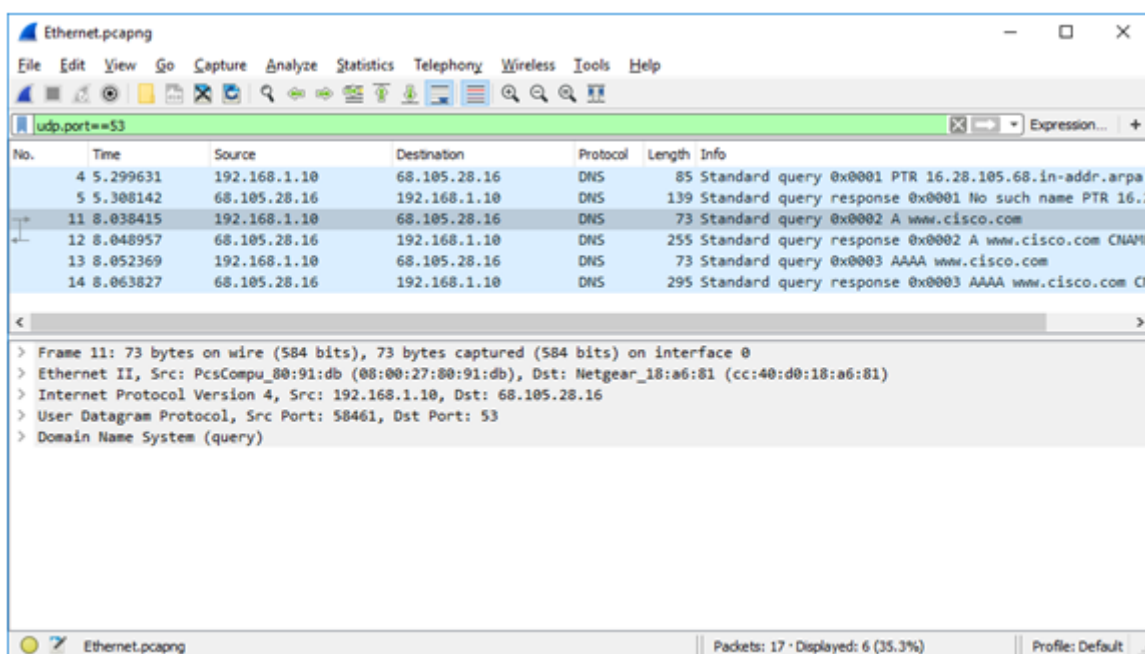 Ethernet.pcapng
File Edit View Go Capture Analyze Statistics Telephony Wireless Tools Help
udp.port==53 Expression... +
No. Time Source Destination Protocol Length Info
4 5.299631 192.168.1.10 68.105.28.16 DNS 85 Standard query 0x0001 PTR 16.28.105.68.in-addr.arpa
5 5.308142 68.105.28.16 192.168.1.10 DNS 139 Standard query response 0x0001 No such name PTR 16.
11 8.038415 192.168.1.10 68.105.28.16 DNS 73 Standard query 0x0002 A www.cisco.com
12 8.048957 68.105.28.16 192.168.1.10 DNS 255 Standard query response 0x0002 A www.cisco.com CNAM
13 8.052369 192.168.1.10 68.105.28.16 DNS 73 Standard query 0x0003 AAAA www.cisco.com
14 8.063827 68.105.28.16 192.168.1.10 DNS 295 Standard query response 0x0003 AAAA www.cisco.com C
> Frame 11: 73 bytes on wire (584 bits), 73 bytes captured (584 bits) on interface 0
> Ethernet II, Src: PcsCompu_80:91:db (08:00:27:80:91:db), Dst: Netgear_18:a6:81 (cc:40:d0:18:a6:81)
> Internet Protocol Version 4, Src: 192.168.1.10, Dst: 68.105.28.16
> User Datagram Protocol, Src Port: 58461, Dst Port: 53
> Domain Name System (query)
Ethernet.pcapng Packets: 17 · Displayed: 6 (35.3%) Profile: Default